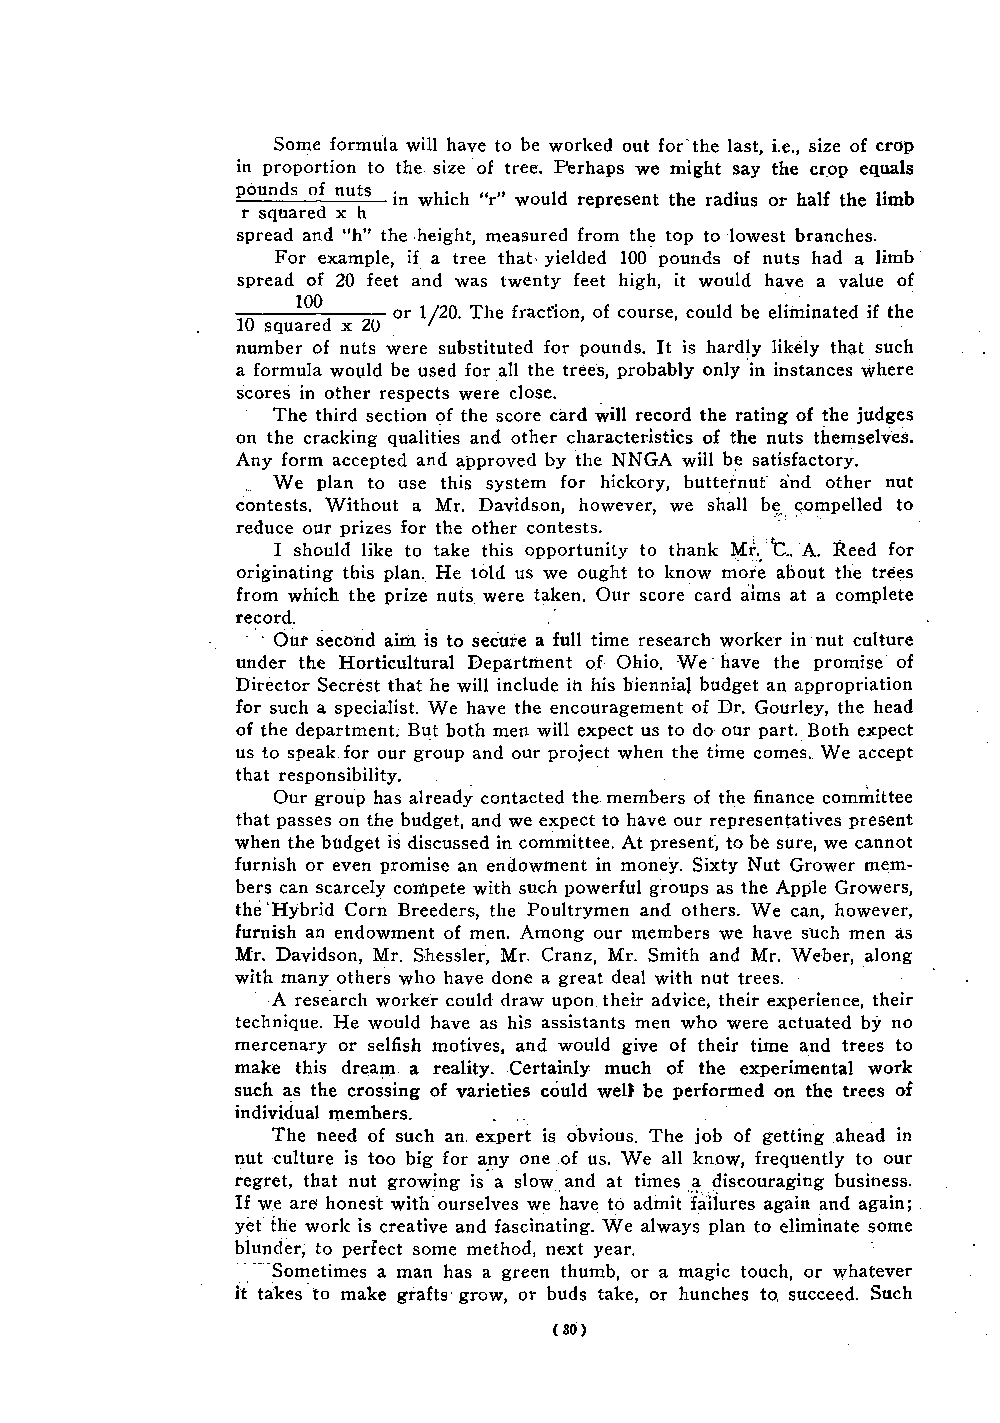 Some formula will have to be worked out for the last, i.e., size of crop
in proportion to the size of tree. Perhaps we might say the crop equals
pounds of nuts
r squared x h
in which "r" would represent the radius or half the limb
spread and "h" the height, measured from the top to lowest branches.
For example, if a tree that yielded 100 pounds of nuts had a limb
spread of 20 feet and was twenty feet high, it would have a value of
100
10 squared x 20
or 1/20. The fraction, of course, could be eliminated if the
number of nuts were substituted for pounds. It is hardly likely that such
a formula would be used for all the trees, probably only in instances where
scores in other respects were close.
The third section of the score card will record the rating of the judges
on the cracking qualities and other characteristics of the nuts themselves.
Any form accepted and approved by the NNGA will be satisfactory.
We plan to use this system for hickory, butternut and other nut
contests. Without a Mr. Davidson, however, we shall be compelled to
reduce our prizes for the other contests.
I should like to take this opportunity to thank Mr. C. A. Reed for
originating this plan. He told us we ought to know more about the trees
from which the prize nuts were taken. Our score card aims at a complete
record.
Our second aim is to secure a full time research worker in nut culture
under the Horticultural Department of Ohio. We have the promise of
Director Secrest that he will include in his biennial budget an appropriation
for such a specialist. We have the encouragement of Dr. Gourley, the head
of the department. But both men will expect us to do our part. Both expect
us to speak for our group and our project when the time comes. We accept
that responsibility.
Our group has already contacted the members of the finance committee
that passes on the budget, and we expect to have our representatives present
when the budget is discussed in committee. At present, to be sure, we cannot
furnish or even promise an endowment in money. Sixty Nut Grower mem-
bers can scarcely compete with such powerful groups as the Apple Growers,
the Hybrid Corn Breeders, the Poultrymen and others. We can, however,
furnish an endowment of men. Among our members we have such men as
Mr. Davidson, Mr. Shessler, Mr. Cranz, Mr. Smith and Mr. Weber, along
with many others who have done a great deal with nut trees.
A research worker could draw upon their advice, their experience, their
technique. He would have as his assistants men who were actuated by no
mercenary or selfish motives, and would give of their time and trees to
make this dream a reality. Certainly much of the experimental work
such as the crossing of varieties could well be performed on the trees of
individual members.
The need of such an expert is obvious. The job of getting ahead in
nut culture is too big for any one of us. We all know, frequently to our
regret, that nut growing is a slow and at times a discouraging business.
If we are honest with ourselves we have to admit failures again and again;
yet the work is creative and fascinating. We always plan to eliminate some
blunder, to perfect some method, next year.
Sometimes a man has a green thumb, or a magic touch, or whatever
it takes to make grafts grow, or buds take, or hunches to succeed. Such
(80)